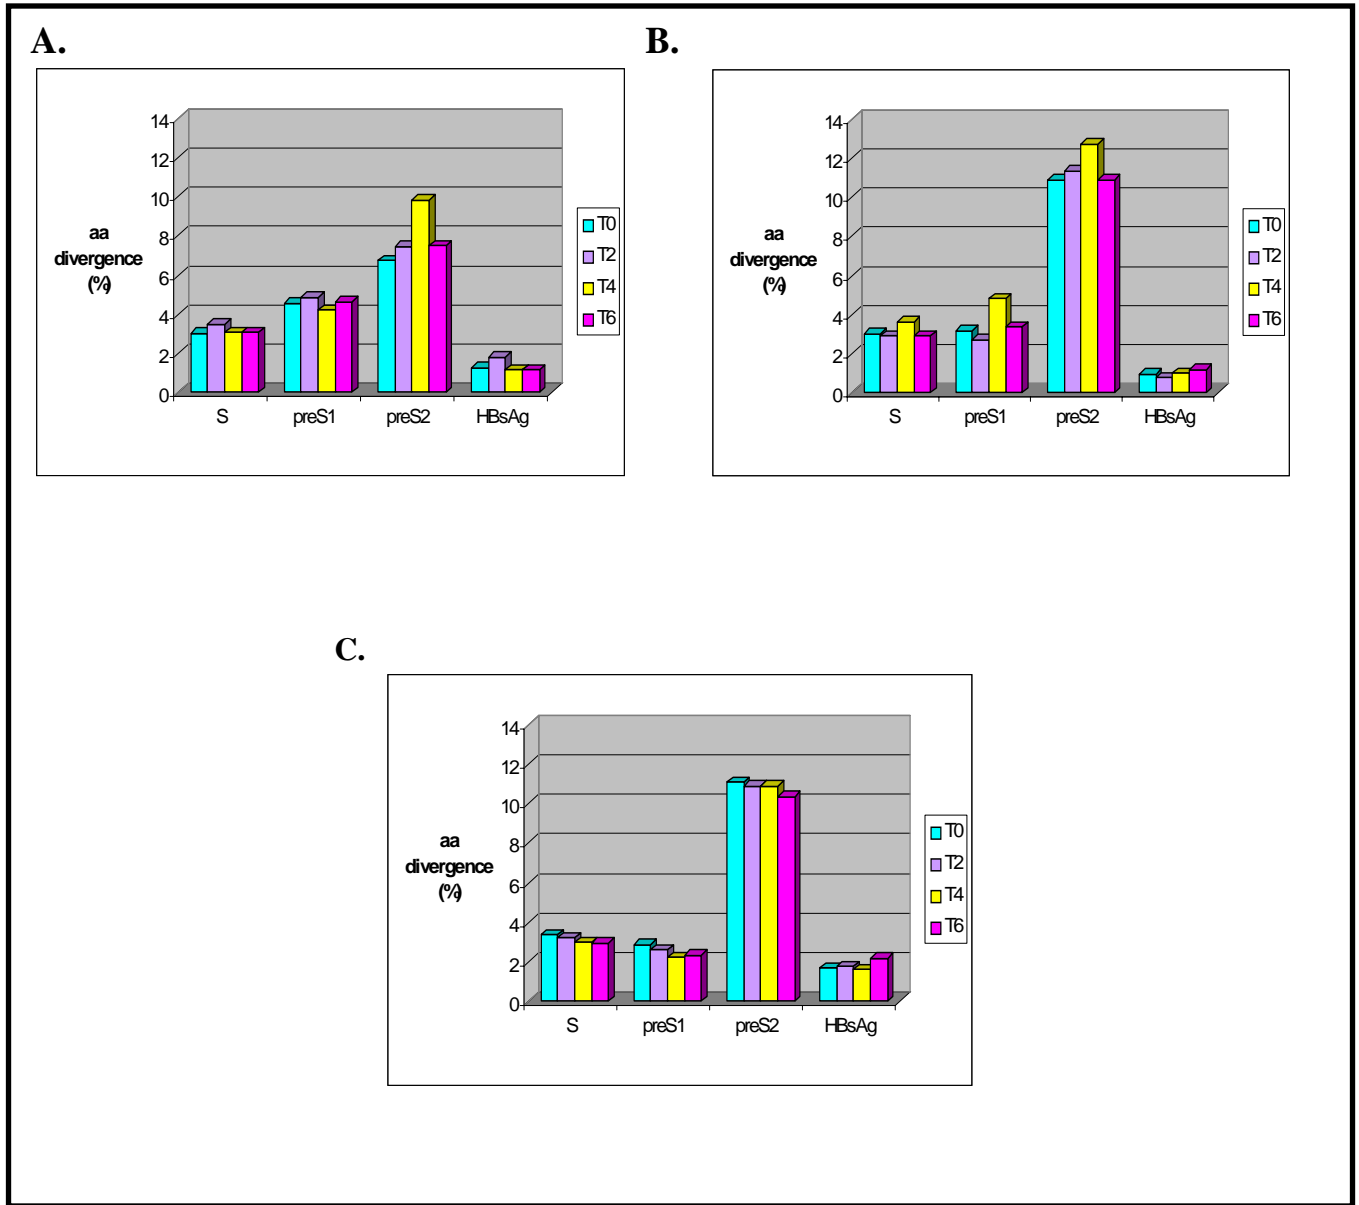 A.
B.
14
12
10
8
6
4
2
0
aa
divergence
(%)
S preS1 preS2 HBsAg
T0
T2
T4
T6
14
12
10
8
6
4
2
0
aa
divergence
(%)
S preS1 preS2 HBsAg
T0
T2
T4
T6
C.
14
12
10
8
6
4
2
0
aa
divergence
(%)
S preS1 preS2 HBsAg
T0
T2
T4
T6